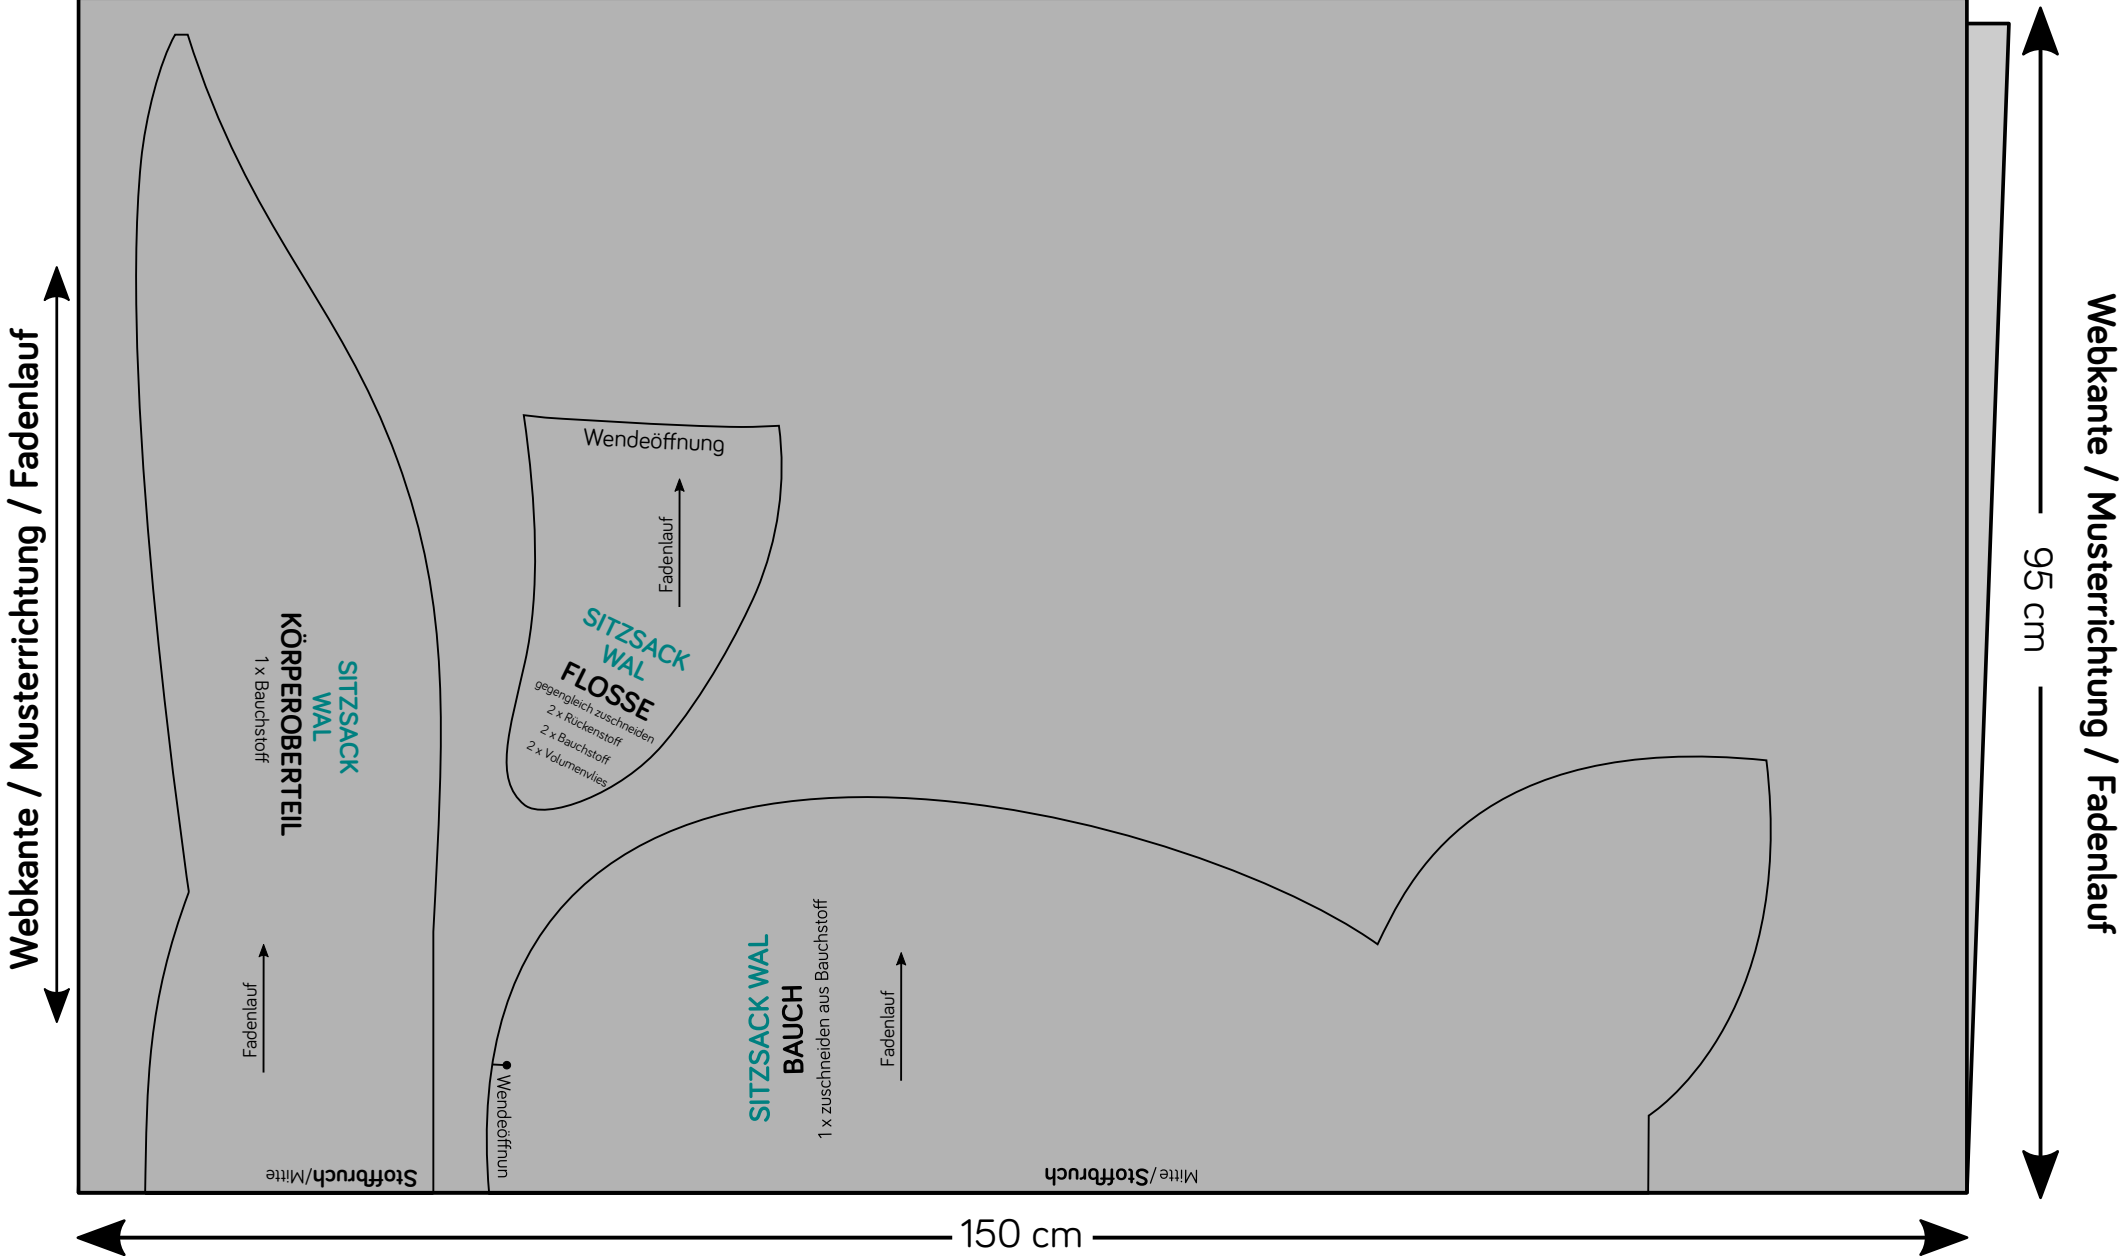 Webkante / Musterrichtung / Fadenlauf
SITZSACK
WAL
KÖRPEROBERTEIL
1 x Bauchstoff
Fadenlauf
Stoffbruch/Mitte
Wendeöffnung
Fadenlauf
SITZSACK
WAL
FLOSSE
gegengleich zuschneiden
2 x Rückenstoff
2 x Bauchstoff
2 x Volumenvlies
SITZSACK WAL
BAUCH
1 x zuschneiden aus Bauchstoff
Fadenlauf
Wendeöffnun
Mitte/Stoffbruch
95 cm
Webkante / Musterrichtung / Fadenlauf
150 cm